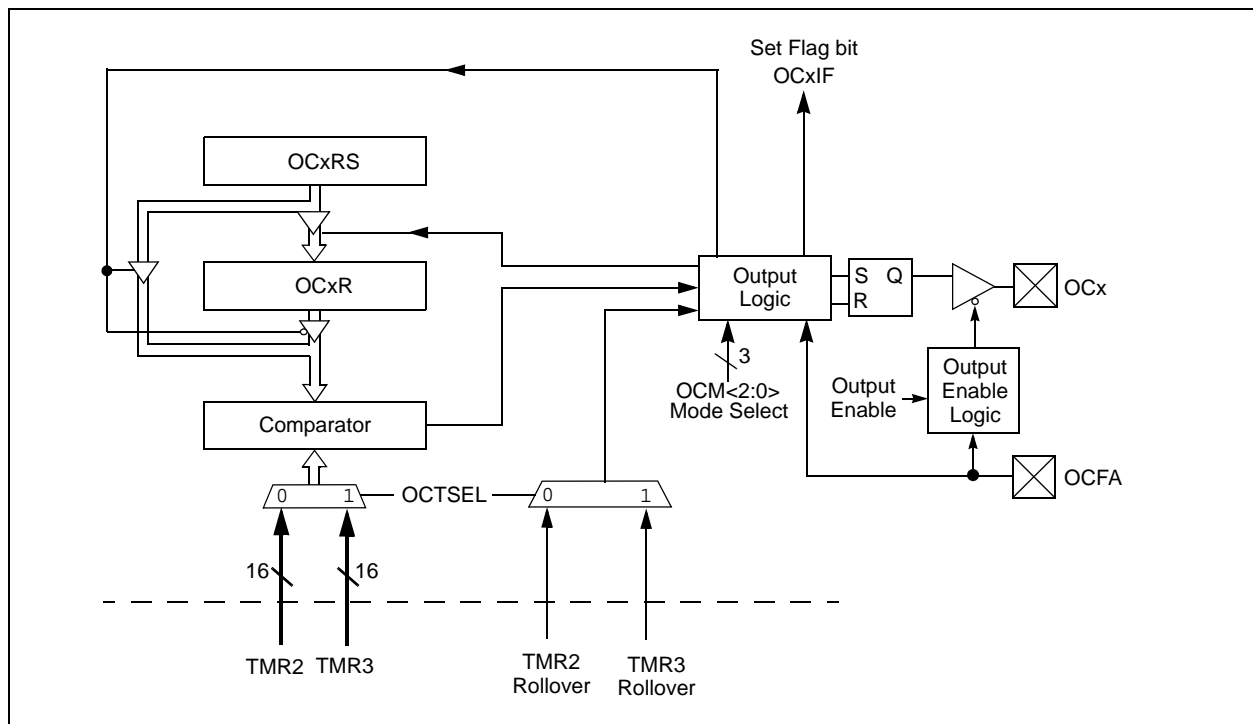 Set Flag bit
OCxIF
OCxRS
OCxR
Output
Logic
S Q
R
OCx
3
OCM<2:0>
Mode Select
Output
Enable
Output
Enable
Logic
Comparator
OCFA
0 1
OCTSEL
0 1
16 16
TMR2 TMR3
TMR2
Rollover
TMR3
Rollover